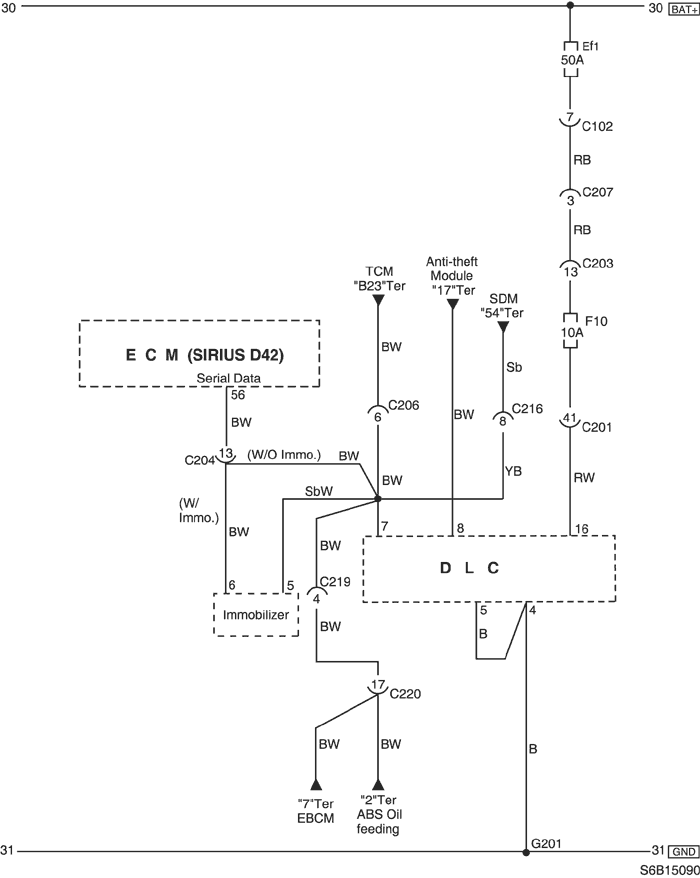 30
30 BAT+
Ef1
50A
7
C102
RB
C207
3
RB
C203
13
F10
10A
41
C201
RW
16
TCM
"B23"Ter
BW
C206
6
BW
Anti-theft
Module
"17"Ter
BW
8
SDM
"54"Ter
Sb
C216
8
YB
E C M (SIRIUS D42)
Serial Data
56
BW
13
C204
(W/O Immo.)
BW
(W/
Immo.)
BW
SbW
6
5
Immobilizer
7
BW
C219
4
BW
D L C
5
4
B
17
C220
BW
BW
B
"7"Ter
EBCM
"2"Ter
ABS Oil
feeding
G201
31
31 GND
S6B15090